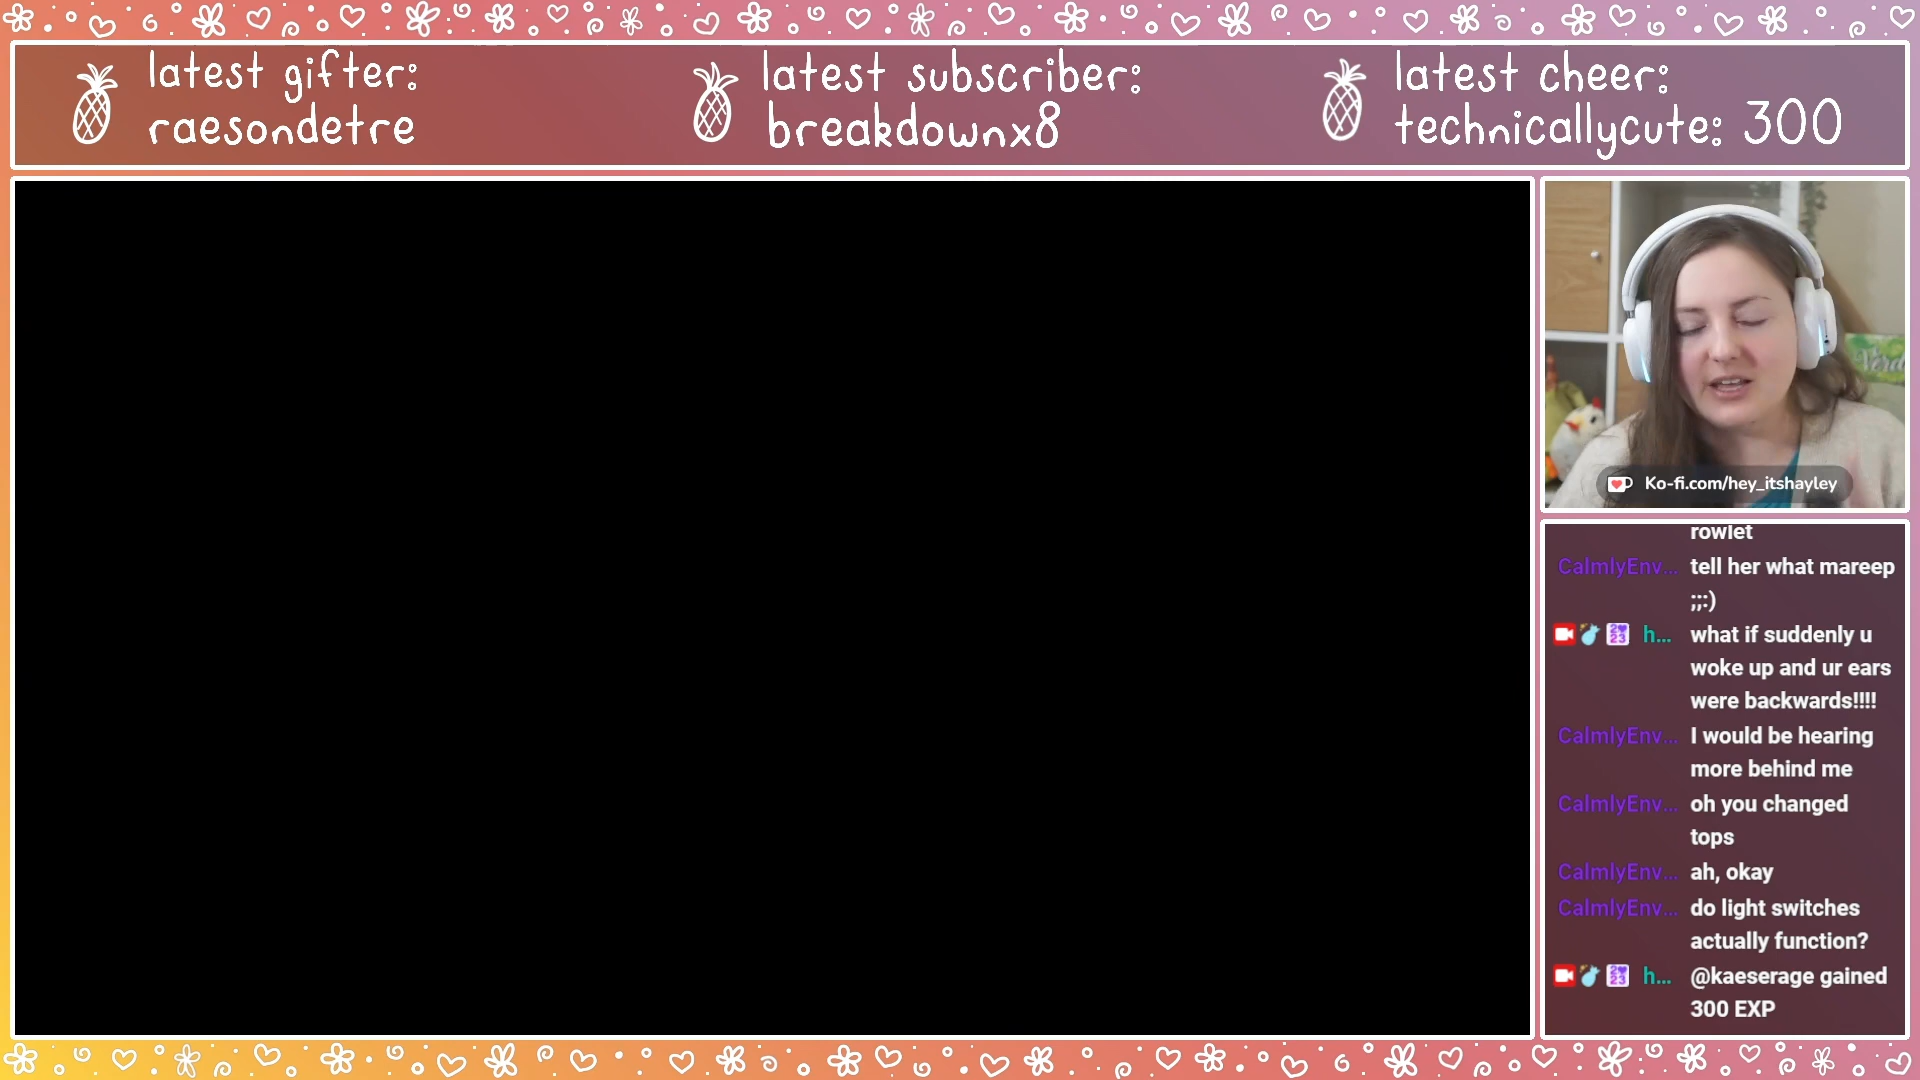 latest gifter:
raesondetre
latest subscriber:
breakdownx8
latest cheer:
technicallycute: 300
Ko-fi.com/hey_itshayley
rowlet
CalmlyEnv... tell her what mareep
;;:)
h... what if suddenly u
woke up and ur ears
were backwards!!!!
CalmlyEnv... I would be hearing
more behind me
CalmlyEnv... oh you changed
tops
CalmlyEnv... ah, okay
CalmlyEnv... do light switches
actually function?
h... @kaeserage gained
300 EXP